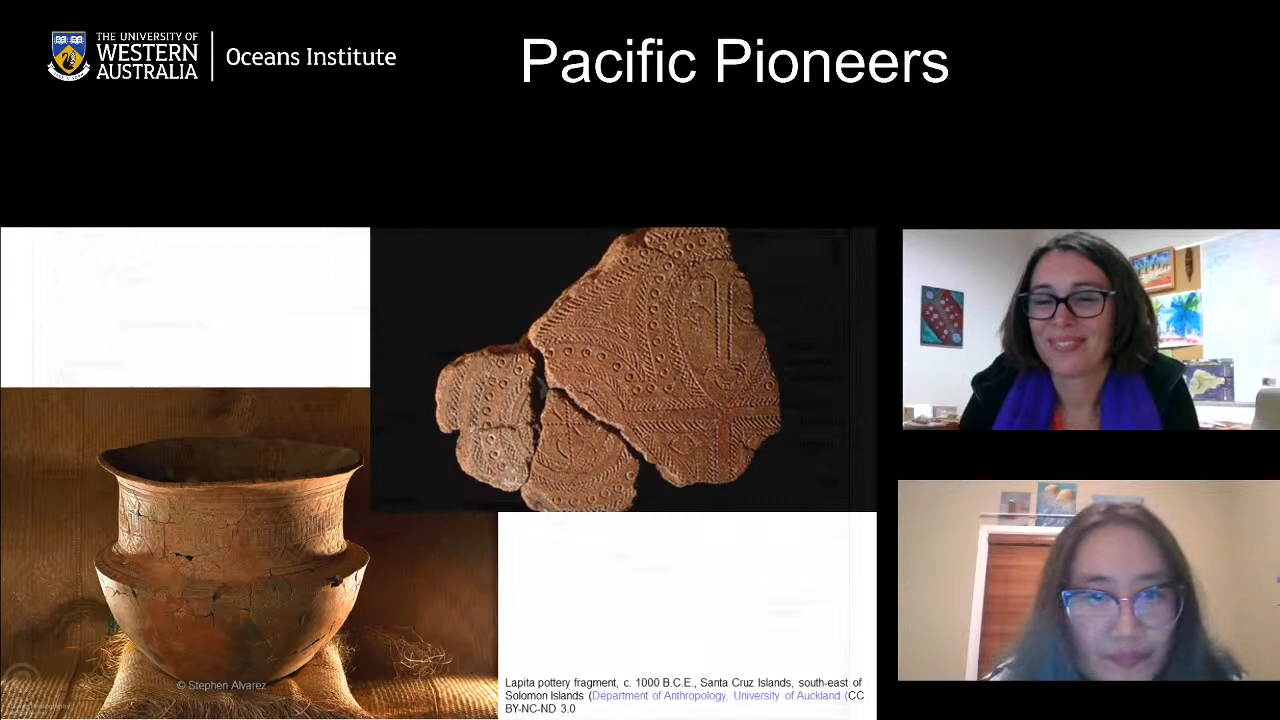 THE UNIVERSITY OF
WESTERN
AUSTRALIA
Oceans Institute
Pacific Pioneers
© Stephen Alvarez
Lapita pottery fragment, c. 1000 B.C.E., Santa Cruz Islands, south-east of
Solomon Islands (Department of Anthropology, University of Auckland (CC
BY-NC-ND 3.0